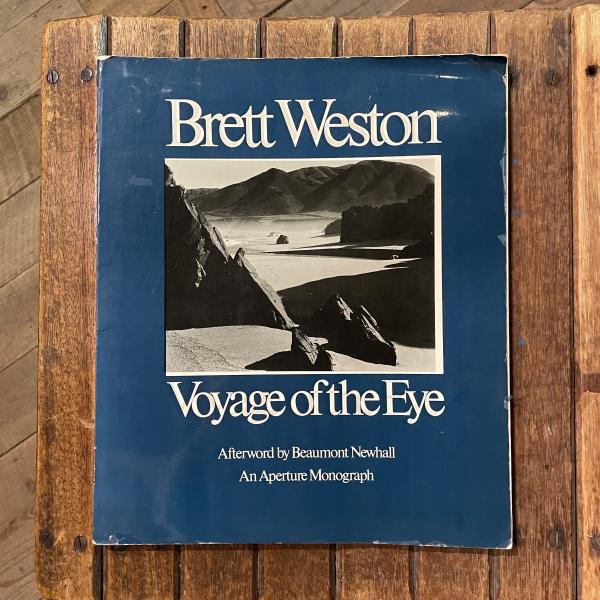 Brett Weston
Voyage of the Eye
Afterword by Beaumont Newhall
An Aperture Monograph